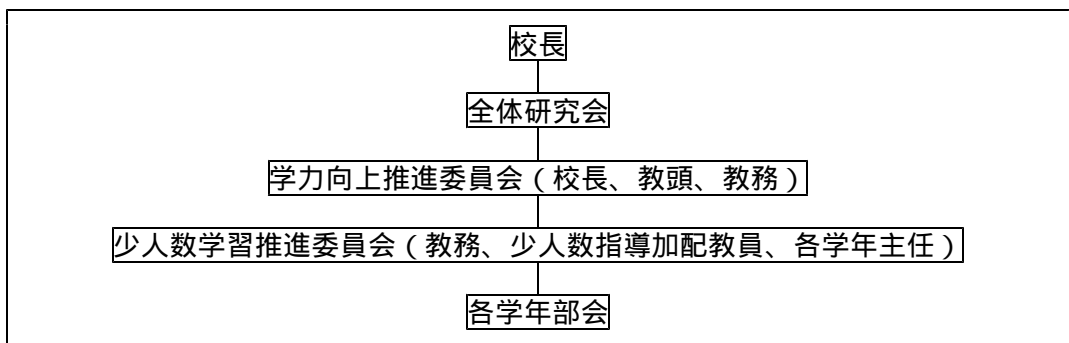 校長
全体研究会
学力向上推進委員会(校長、教頭、教務)
少人数学習推進委員会(教務、少人数指導加配教員、各学年主任)
各学年部会